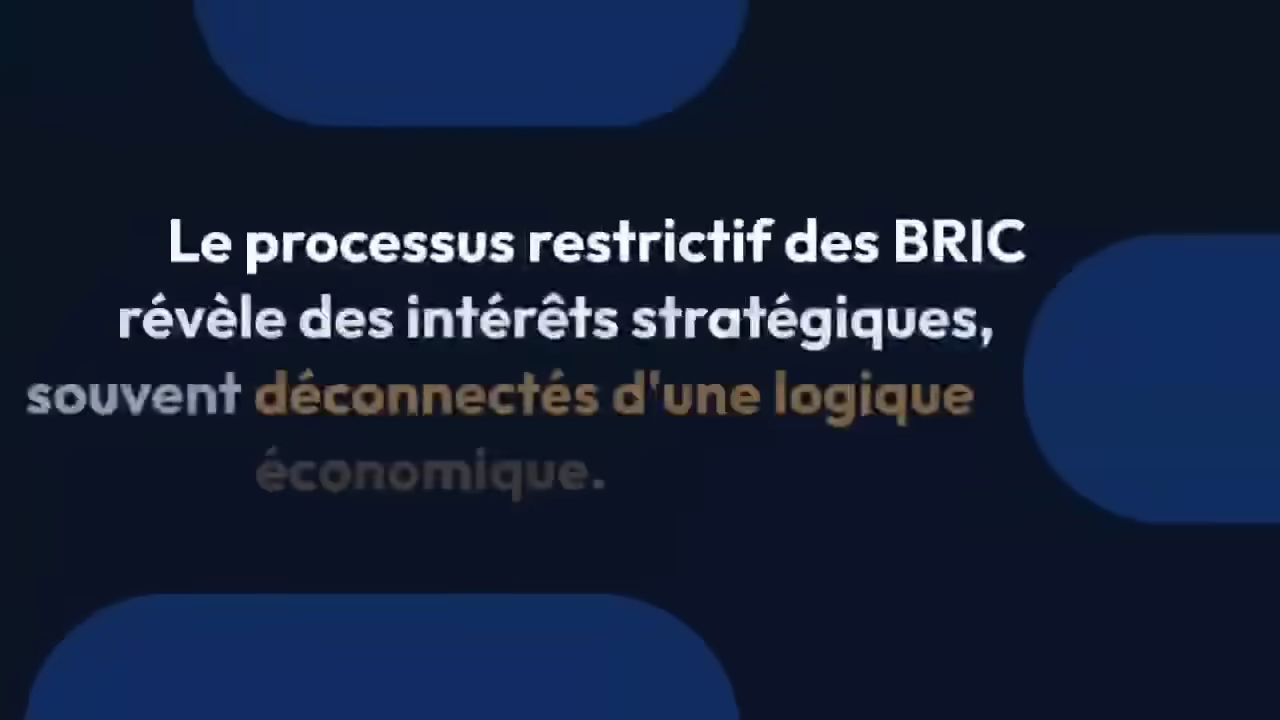 Le processus restrictif des BRIC
révèle des intérêts stratégiques,
souvent déconnectés d'une logique
économique.